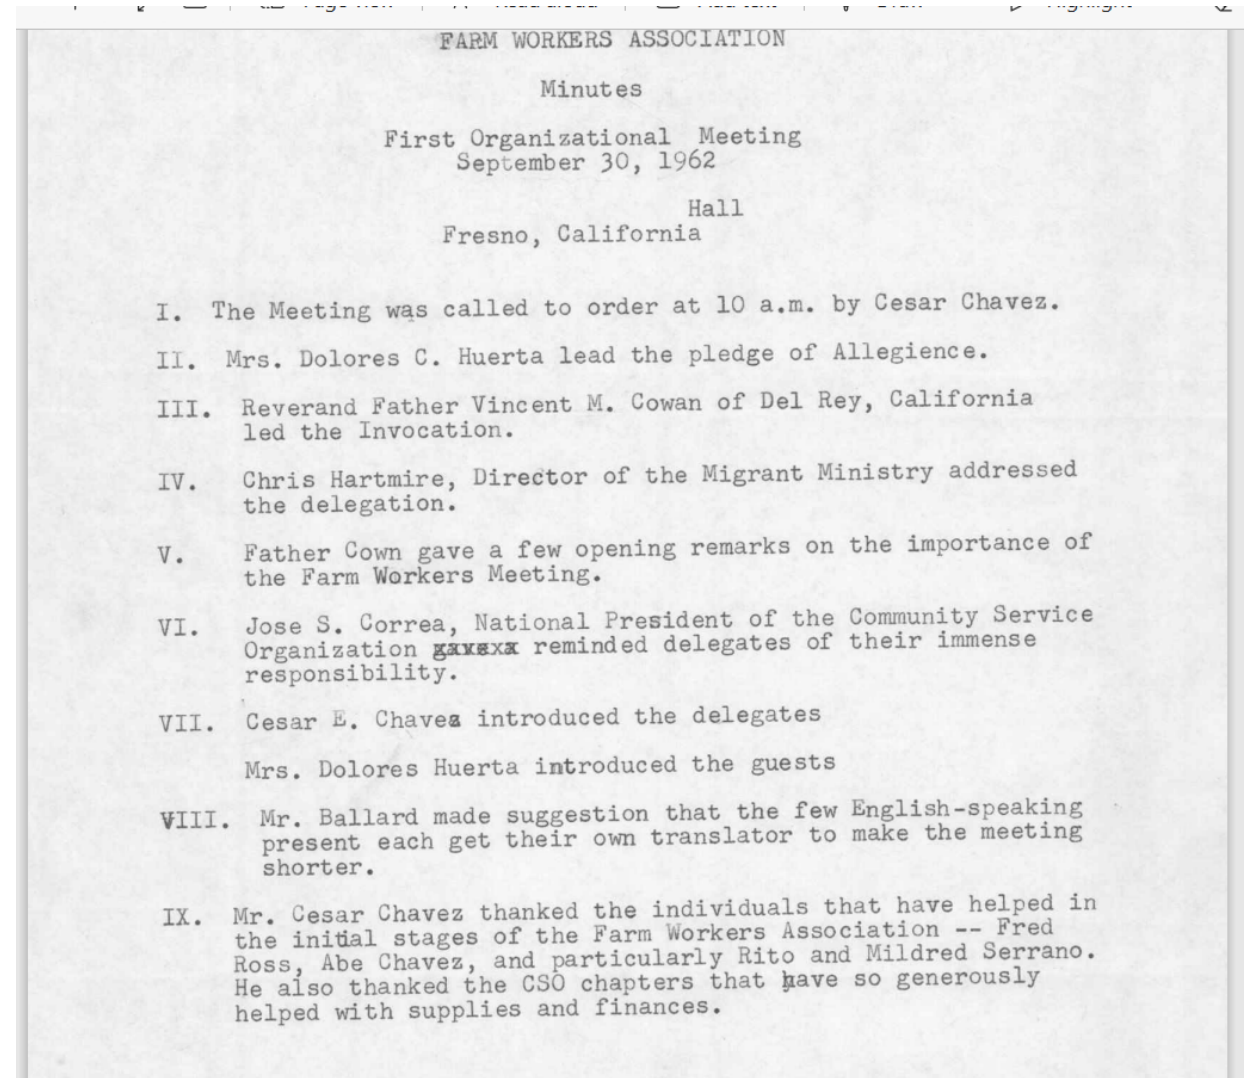 FARM WORKERS ASSOCIATION
Minutes
First Organizational Meeting
September 30, 1962
Hall
Fresno, California
I. The Meeting was called to order at 10 a.m. by Cesar Chavez.
II. Mrs. Dolores C. Huerta lead the pledge of Allegience.
III. Reverand Father Vincent M. Cowan of Del Rey, California
led the Invocation.
IV. Chris Hartmire, Director of the Migrant Ministry addressed
the delegation.
V. Father Cown gave a few opening remarks on the importance of
the Farm Workers Meeting.
VI. Jose S. Correa, National President of the Community Service
Organization reminded delegates of their immense
responsibility.
VII. Cesar E. Chavez introduced the delegates
Mrs. Dolores Huerta introduced the guests
VIII. Mr. Ballard made suggestion that the few English-speaking
present each get their own translator to make the meeting
shorter.
IX. Mr. Cesar Chavez thanked the individuals that have helped in
the initial stages of the Farm Workers Association -- Fred
Ross, Abe Chavez, and particularly Rito and Mildred Serrano.
He also thanked the CSO chapters that have so generously
helped with supplies and finances.